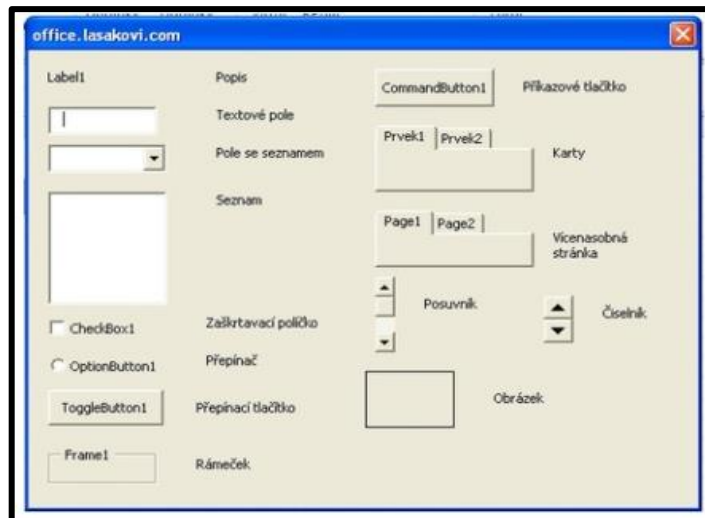 office.lasakovi.com
Label1
Popis
Textové pole
Pole se seznamem
Seznam
CheckBox1
Zaškrtavací políčko
OptionButton1
Přepínač
ToggleButton1
Přepínací tlačítko
Frame1
Rámeček
CommandButton1
Příkazové tlačítko
Prvek1 Prvek2
Karty
Page1 Page2
Vícenasobná
stránka
Posuvník
Číselník
Obrázek